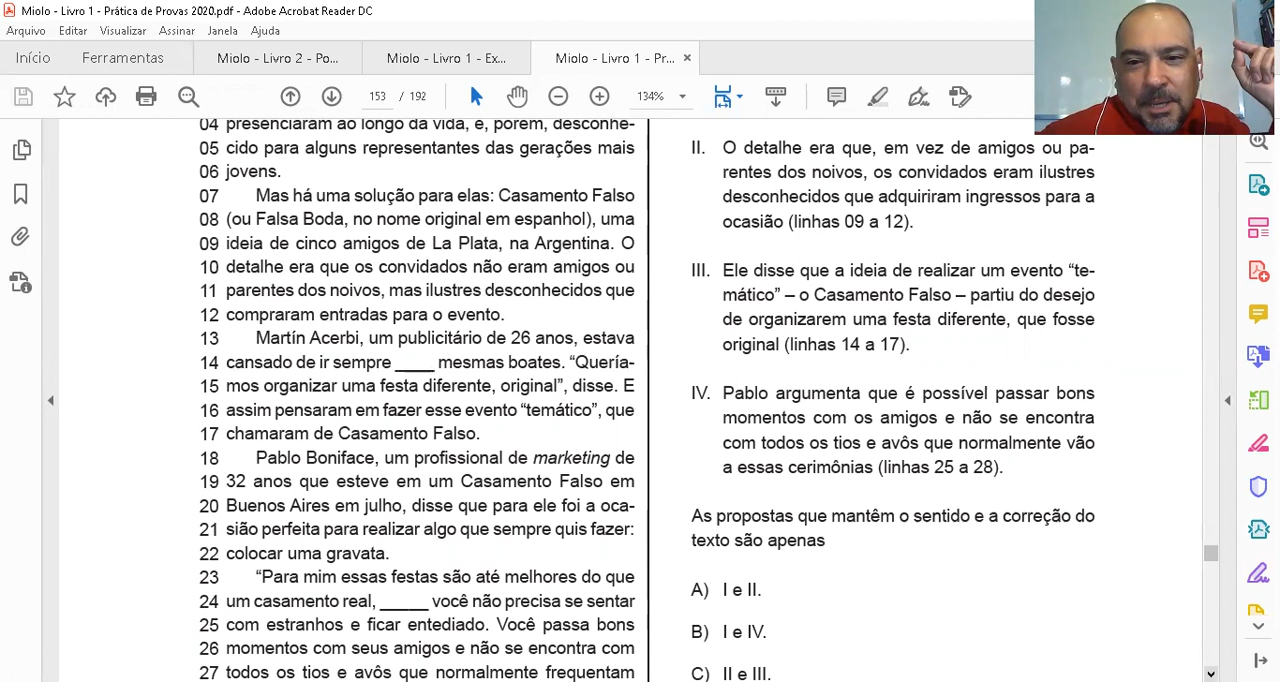 Miolo - Livro 1 - Prática de Provas 2020.pdf - Adobe Acrobat Reader DC
Arquivo Editar Visualizar Assinar Janela Ajuda
Início Ferramentas Miolo - Livro 2 - Po... Miolo - Livro 1 - Ex... Miolo - Livro 1 - Pr... ×
153 / 192 134%
04 presenciaram ao longo da vida, é, porém, desconhe-
05 cido para alguns representantes das gerações mais
06 jovens.
07 Mas há uma solução para elas: Casamento Falso
08 (ou Falsa Boda, no nome original em espanhol), uma
09 ideia de cinco amigos de La Plata, na Argentina. O
10 detalhe era que os convidados não eram amigos ou
11 parentes dos noivos, mas ilustres desconhecidos que
12 compraram entradas para o evento.
13 Martín Acerbi, um publicitário de 26 anos, estava
14 cansado de ir sempre ____ mesmas boates. “Quería-
15 mos organizar uma festa diferente, original”, disse. E
16 assim pensaram em fazer esse evento “temático”, que
17 chamaram de Casamento Falso.
18 Pablo Boniface, um profissional de marketing de
19 32 anos que esteve em um Casamento Falso em
20 Buenos Aires em julho, disse que para ele foi a oca-
21 sião perfeita para realizar algo que sempre quis fazer:
22 colocar uma gravata.
23 “Para mim essas festas são até melhores do que
24 um casamento real, _____ você não precisa se sentar
25 com estranhos e ficar entediado. Você passa bons
26 momentos com seus amigos e não se encontra com
27 todos os tios e avôs que normalmente frequentam
II. O detalhe era que, em vez de amigos ou pa-
rentes dos noivos, os convidados eram ilustres
desconhecidos que adquiriram ingressos para a
ocasião (linhas 09 a 12).
III. Ele disse que a ideia de realizar um evento “te-
mático” – o Casamento Falso – partiu do desejo
de organizarem uma festa diferente, que fosse
original (linhas 14 a 17).
IV. Pablo argumenta que é possível passar bons
momentos com os amigos e não se encontra
com todos os tios e avôs que normalmente vão
a essas cerimônias (linhas 25 a 28).
As propostas que mantêm o sentido e a correção do
texto são apenas
A) I e II.
B) I e IV.
C) II e III.